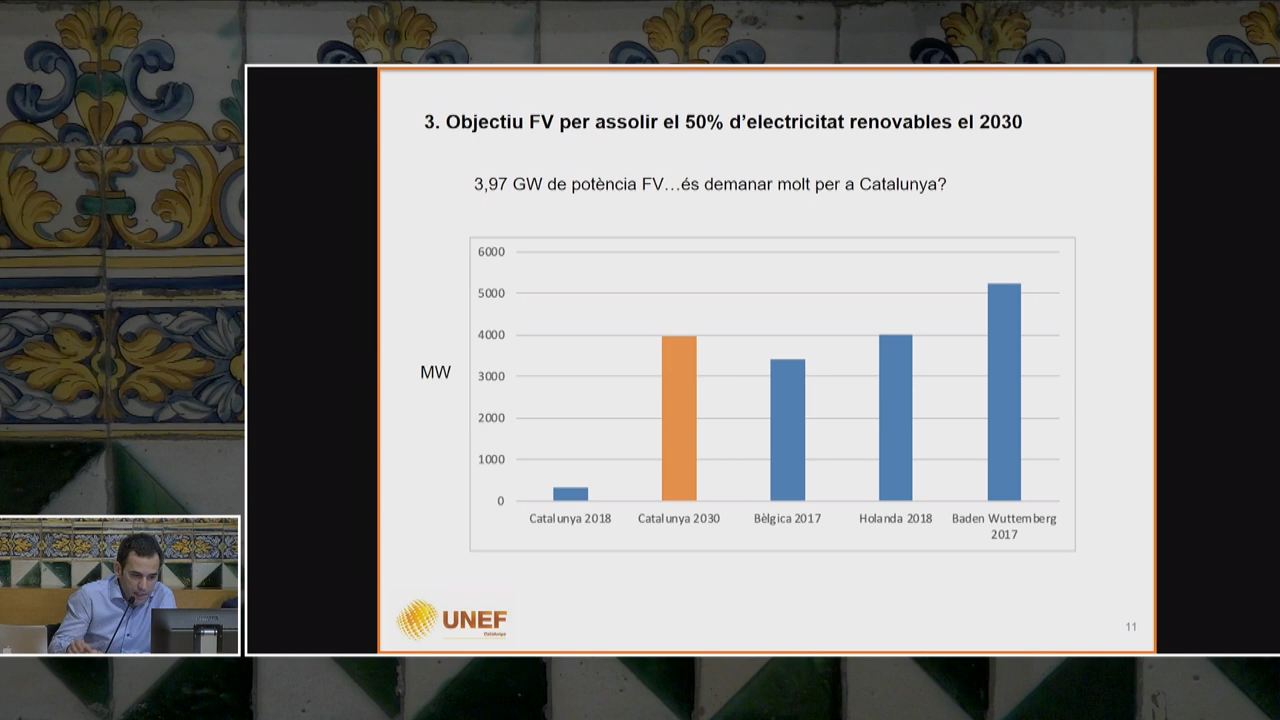 3. Objectiu FV per assolir el 50% d’electricitat renovables el 2030
3,97 GW de potència FV…és demanar molt per a Catalunya?
6000
5000
4000
MW
3000
2000
1000
0
Catalunya 2018
Catalunya 2030
Bèlgica 2017
Holanda 2018
Baden Wuttemberg
2017
UNEF
Catalunya
11